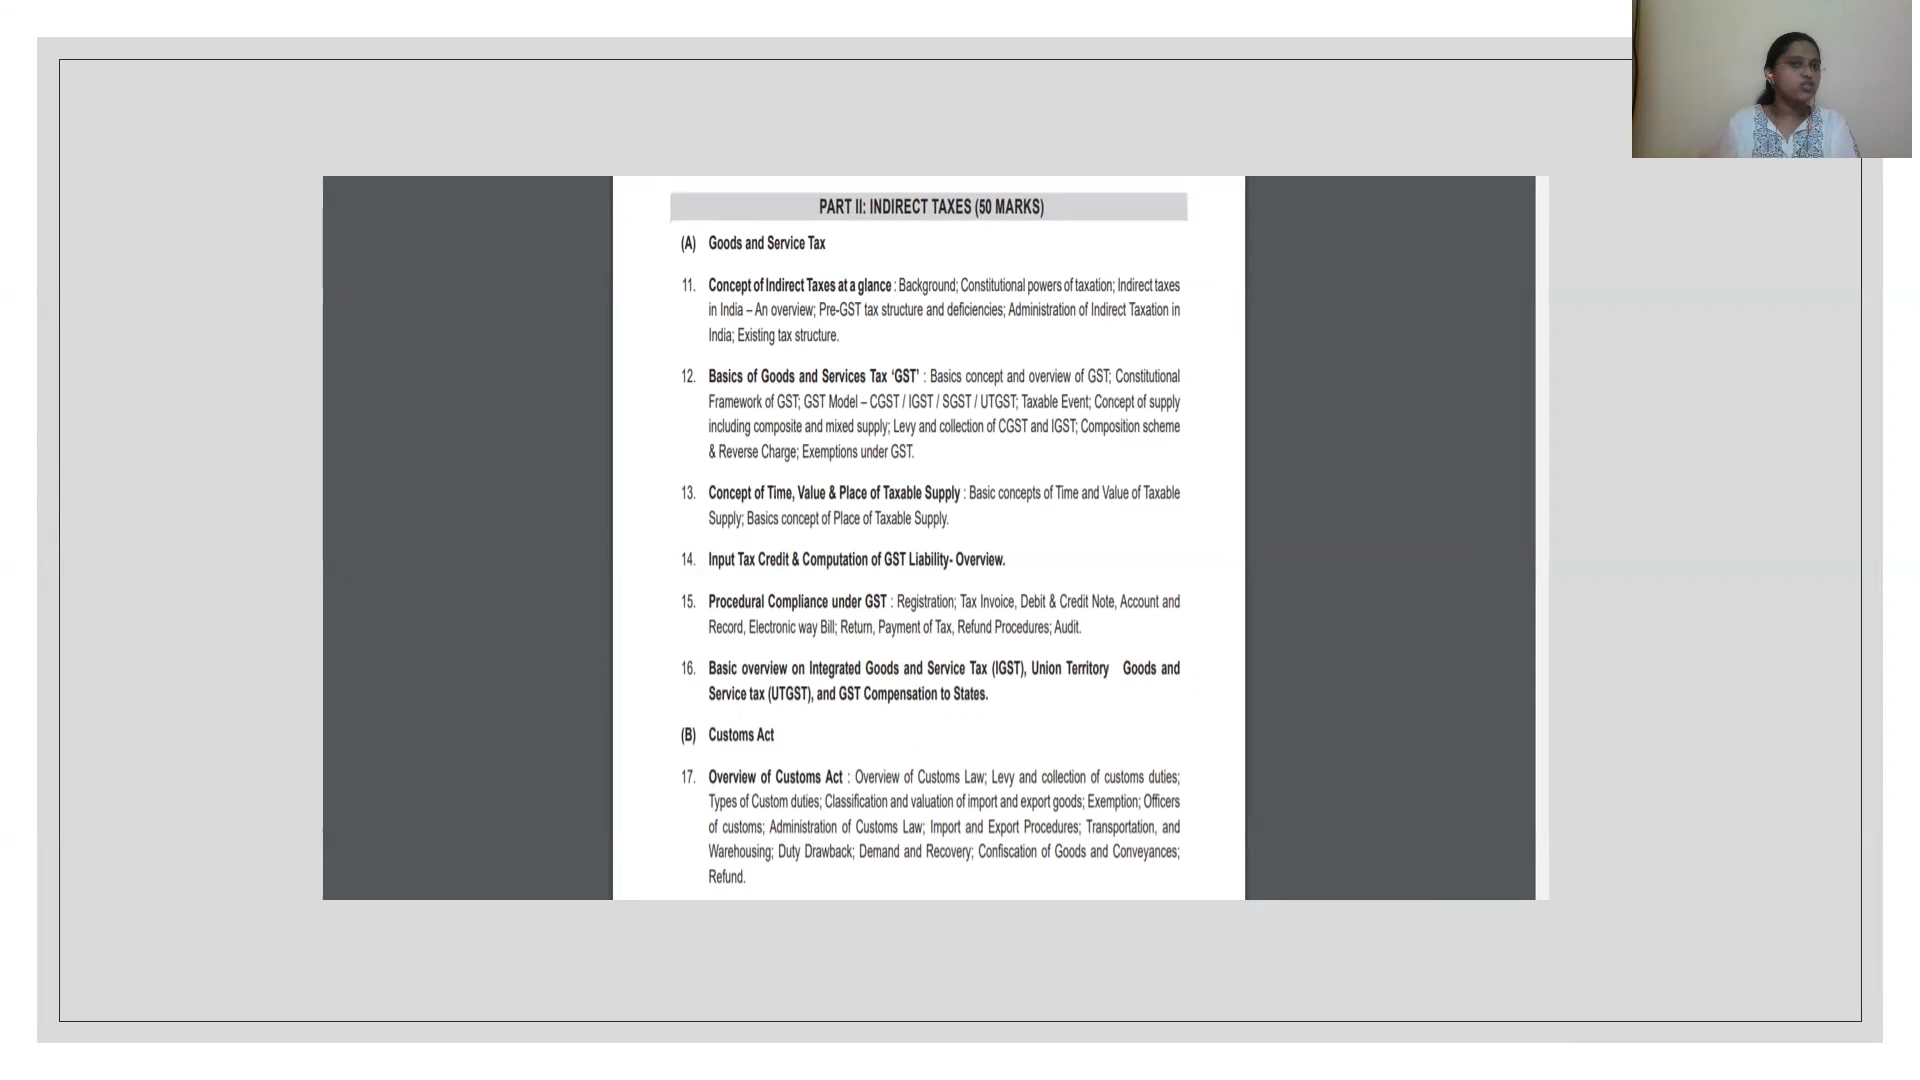 PART II: INDIRECT TAXES (50 MARKS)
(A) Goods and Service Tax
11. Concept of Indirect Taxes at a glance : Background; Constitutional powers of taxation; Indirect taxes
in India – An overview; Pre-GST tax structure and deficiencies; Administration of Indirect Taxation in
India; Existing tax structure.
12. Basics of Goods and Services Tax ‘GST’ : Basics concept and overview of GST; Constitutional
Framework of GST; GST Model – CGST / IGST / SGST / UTGST; Taxable Event; Concept of supply
including composite and mixed supply; Levy and collection of CGST and IGST; Composition scheme
& Reverse Charge; Exemptions under GST.
13. Concept of Time, Value & Place of Taxable Supply : Basic concepts of Time and Value of Taxable
Supply; Basics concept of Place of Taxable Supply.
14. Input Tax Credit & Computation of GST Liability- Overview.
15. Procedural Compliance under GST : Registration; Tax Invoice, Debit & Credit Note, Account and
Record, Electronic way Bill; Return, Payment of Tax, Refund Procedures; Audit.
16. Basic overview on Integrated Goods and Service Tax (IGST), Union Territory Goods and
Service tax (UTGST), and GST Compensation to States.
(B) Customs Act
17. Overview of Customs Act : Overview of Customs Law; Levy and collection of customs duties;
Types of Custom duties; Classification and valuation of import and export goods; Exemption; Officers
of customs; Administration of Customs Law; Import and Export Procedures; Transportation, and
Warehousing; Duty Drawback; Demand and Recovery; Confiscation of Goods and Conveyances;
Refund.